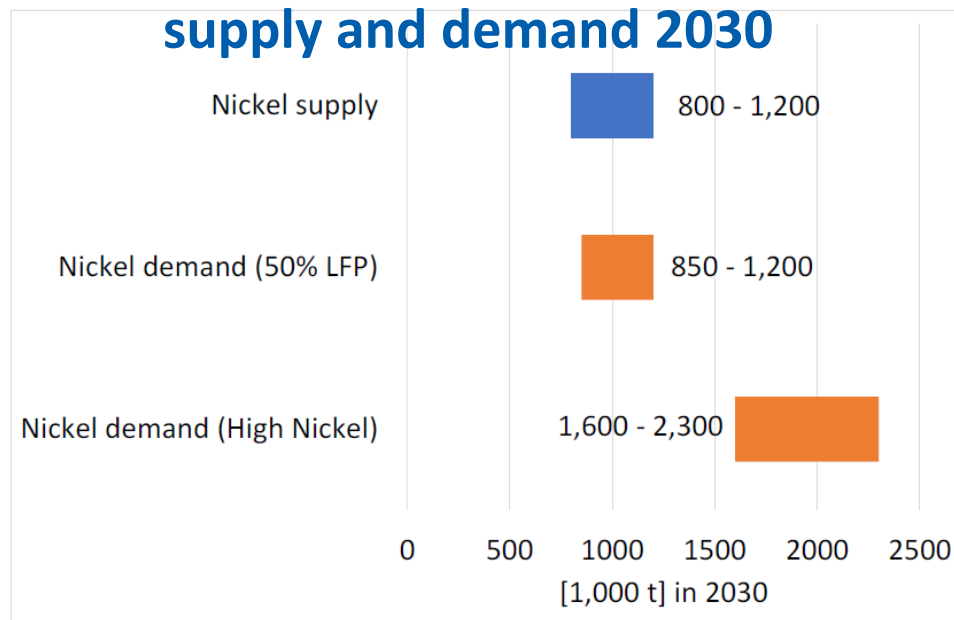 supply and demand 2030
Nickel supply
800 - 1,200
Nickel demand (50% LFP)
850 - 1,200
Nickel demand (High Nickel)
1,600 - 2,300
0 500 1000 1500 2000 2500
[1,000 t] in 2030